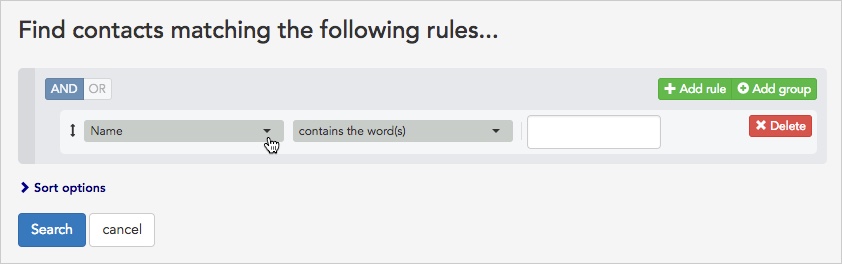 Find contacts matching the following rules...
AND OR Add rule Add group
Name contains the word(s) Delete
Sort options
Search cancel